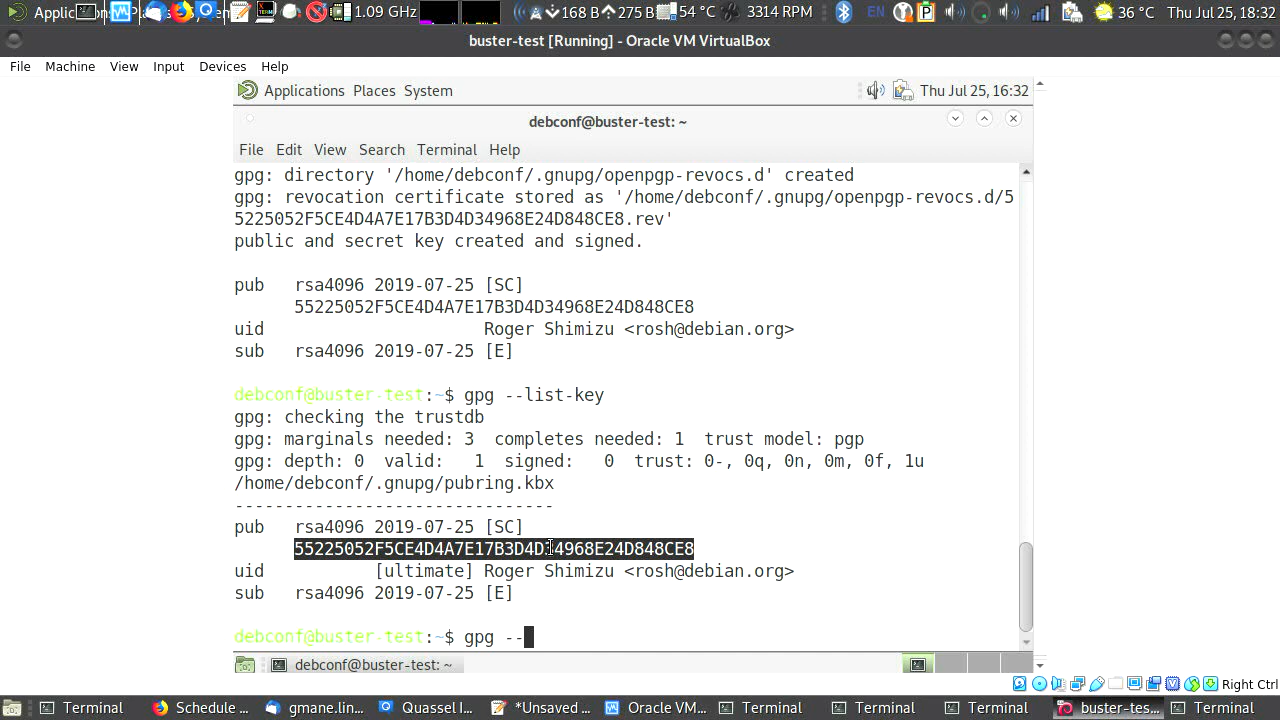 Applications
1.09 GHz
168 B
275 B
54 °C
3314 RPM
EN
36 °C
Thu Jul 25, 18:32
buster-test [Running] - Oracle VM VirtualBox
File Machine View Input Devices Help
Applications Places System
Thu Jul 25, 16:32
debconf@buster-test: ~
File Edit View Search Terminal Help
gpg: directory '/home/debconf/.gnupg/openpgp-revocs.d' created
gpg: revocation certificate stored as '/home/debconf/.gnupg/openpgp-revocs.d/5
5225052F5CE4D4A7E17B3D4D34968E24D848CE8.rev'
public and secret key created and signed.
pub   rsa4096 2019-07-25 [SC]
      55225052F5CE4D4A7E17B3D4D34968E24D848CE8
uid                      Roger Shimizu <rosh@debian.org>
sub   rsa4096 2019-07-25 [E]
debconf@buster-test:~$ gpg --list-key
gpg: checking the trustdb
gpg: marginals needed: 3  completes needed: 1  trust model: pgp
gpg: depth: 0  valid:   1  signed:   0  trust: 0-, 0q, 0n, 0m, 0f, 1u
/home/debconf/.gnupg/pubring.kbx
--------------------------------
pub   rsa4096 2019-07-25 [SC]
      55225052F5CE4D4A7E17B3D4D34968E24D848CE8
uid           [ultimate] Roger Shimizu <rosh@debian.org>
sub   rsa4096 2019-07-25 [E]
debconf@buster-test:~$ gpg --
debconf@buster-test: ~
Right Ctrl
Terminal
Schedule ...
gmane.lin...
Quassel I...
*Unsaved ...
Oracle VM...
Terminal
Terminal
Terminal
buster-tes...
Terminal